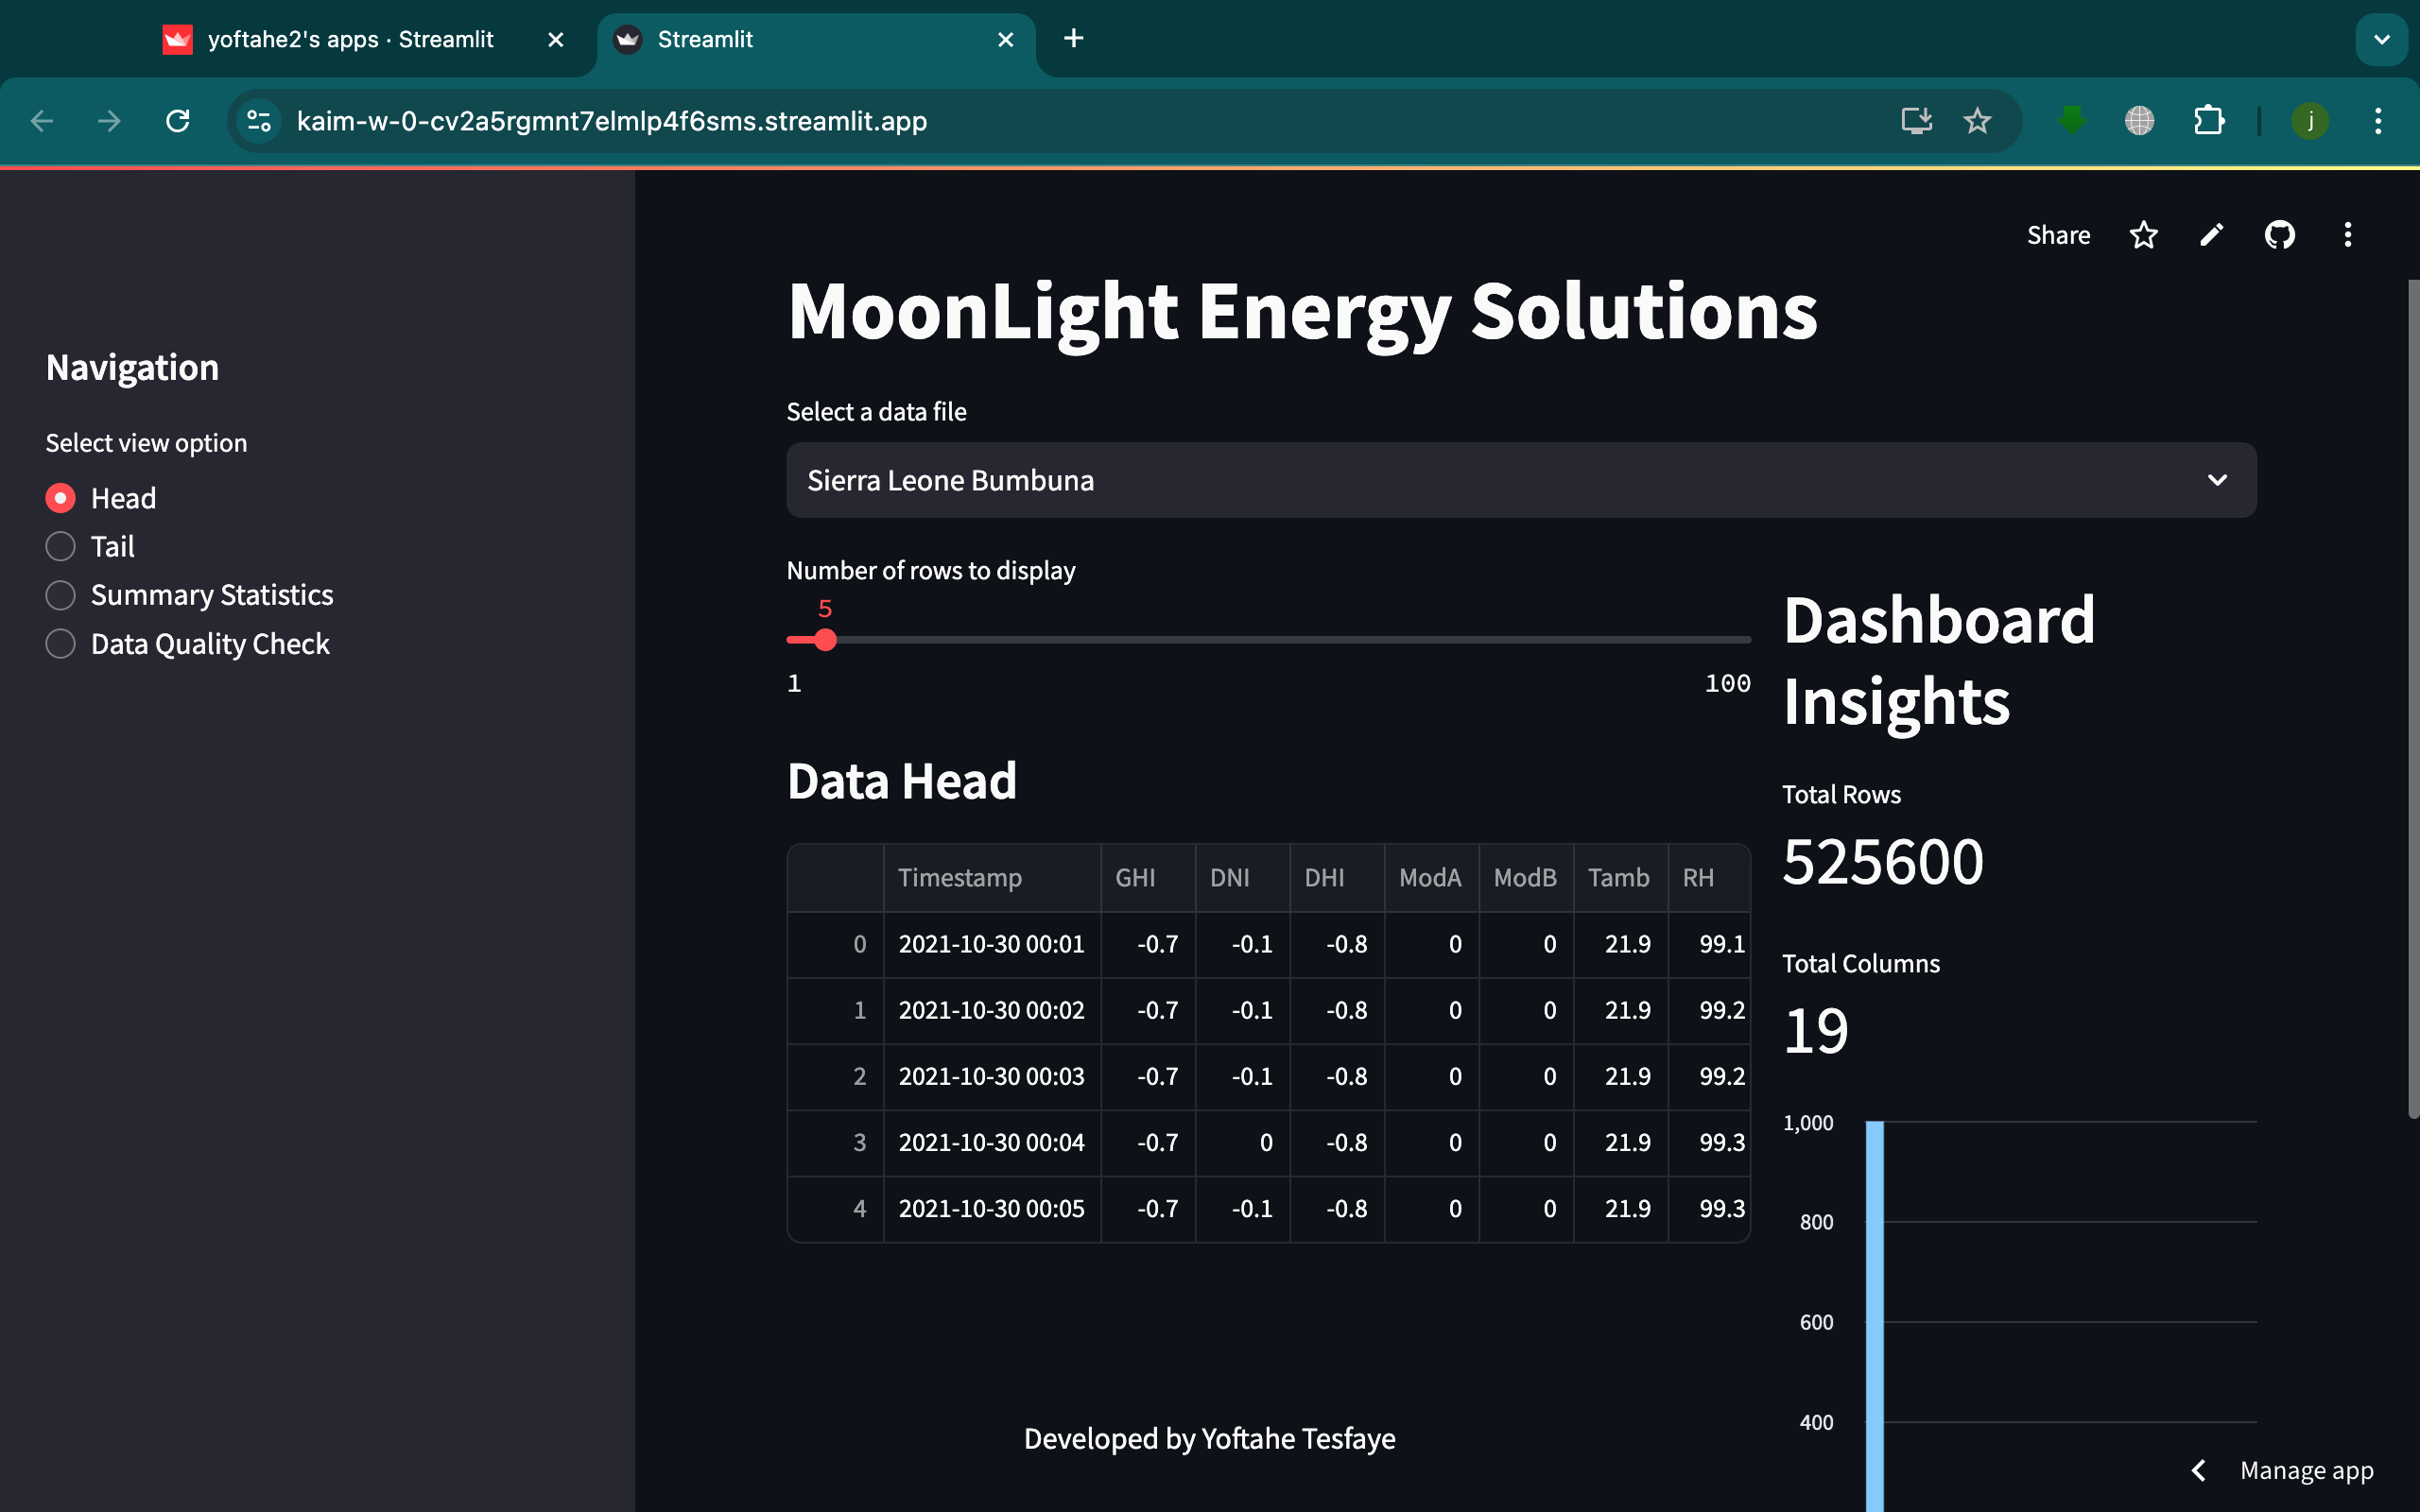 yoftahe2's apps · Streamlit
Streamlit
kaim-w-0-cv2a5rgmnt7elmlp4f6sms.streamlit.app
j
Share
Navigation
Select view option
Head
Tail
Summary Statistics
Data Quality Check
MoonLight Energy Solutions
Select a data file
Sierra Leone Bumbuna
Number of rows to display
5
1 100
Data Head
Timestamp GHI DNI DHI ModA ModB Tamb RH
0 2021-10-30 00:01 -0.7 -0.1 -0.8 0 0 21.9 99.1
1 2021-10-30 00:02 -0.7 -0.1 -0.8 0 0 21.9 99.2
2 2021-10-30 00:03 -0.7 -0.1 -0.8 0 0 21.9 99.2
3 2021-10-30 00:04 -0.7 0 -0.8 0 0 21.9 99.3
4 2021-10-30 00:05 -0.7 -0.1 -0.8 0 0 21.9 99.3
Dashboard
Insights
Total Rows
525600
Total Columns
19
1,000
800
600
400
Developed by Yoftahe Tesfaye
Manage app